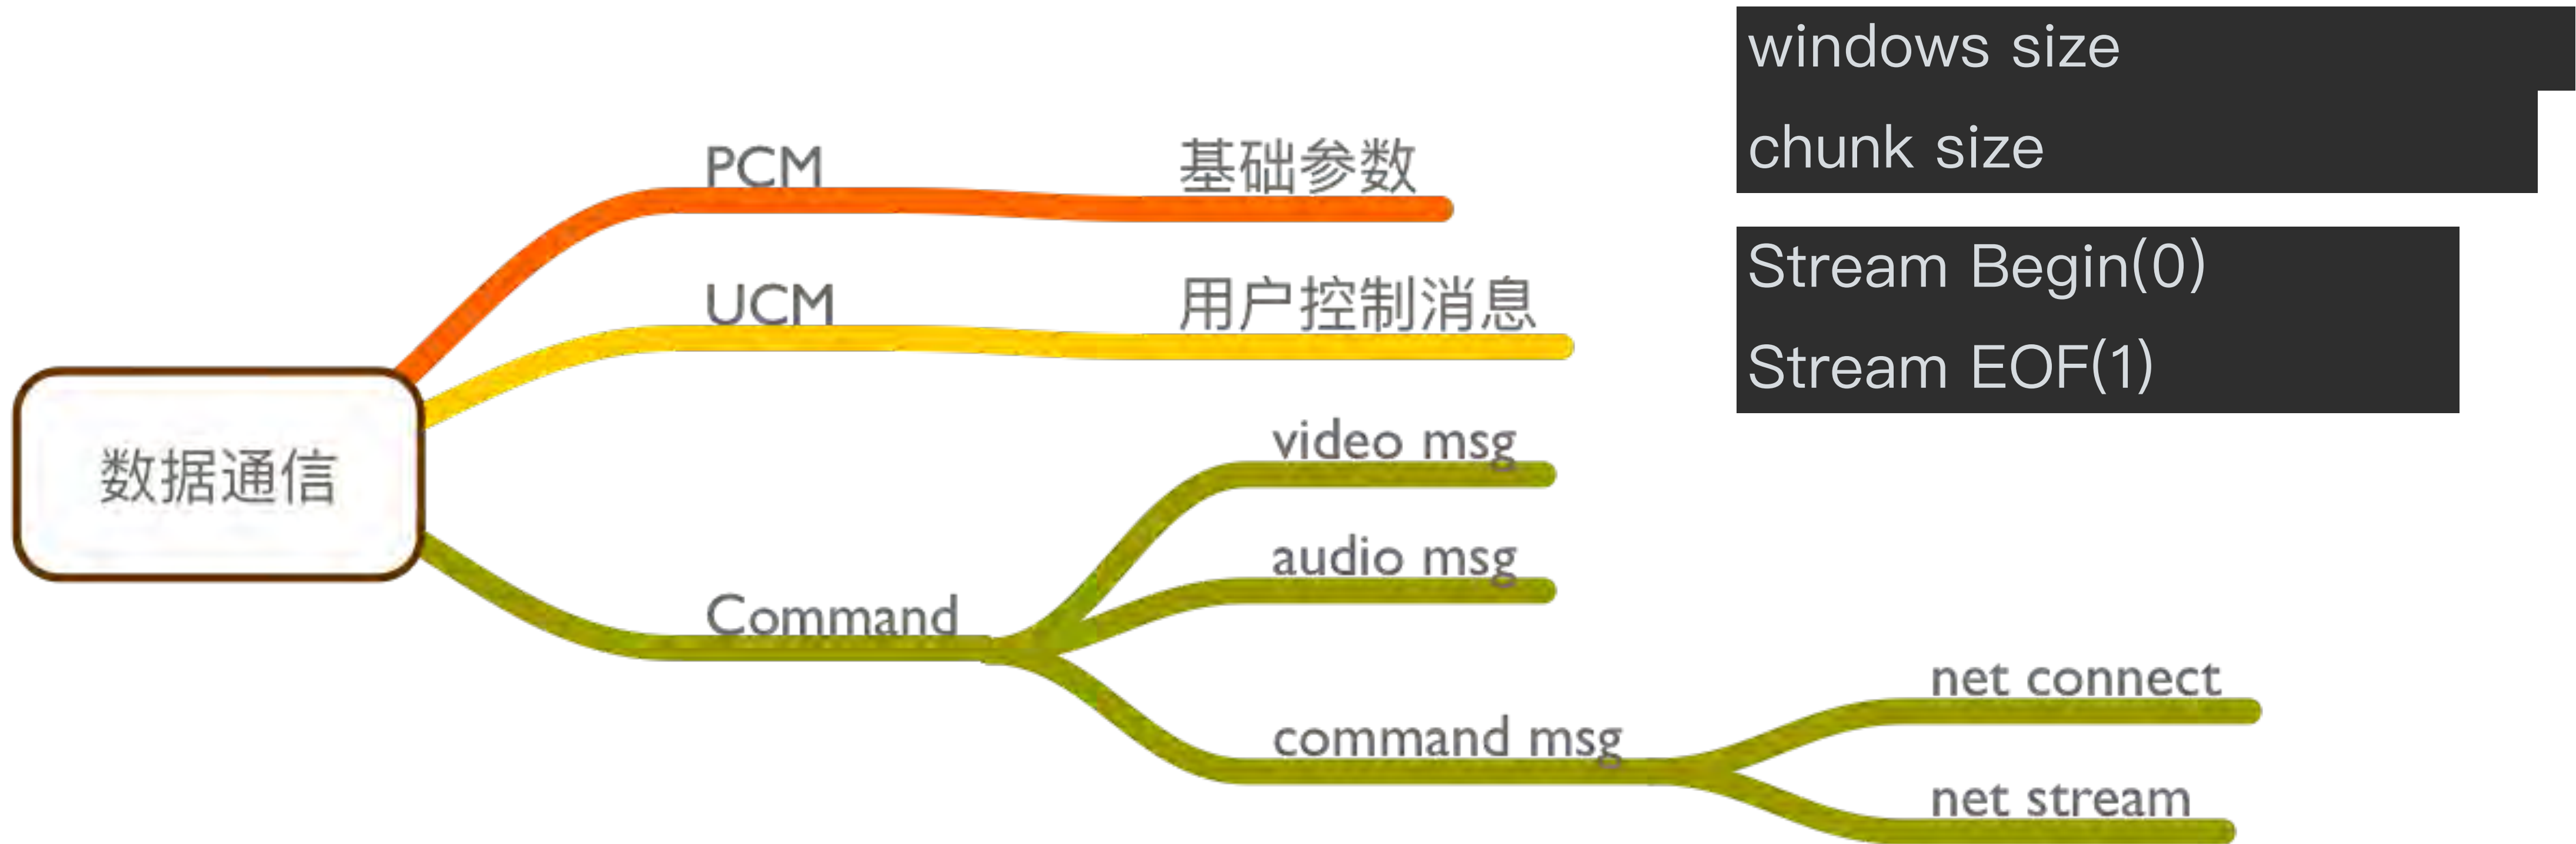 windows size
chunk size
PCM
基础参数
Stream Begin(0)
UCM
用户控制消息
Stream EOF(1)
数据通信
video msg
audio msg
Command
command msg
net connect
net stream